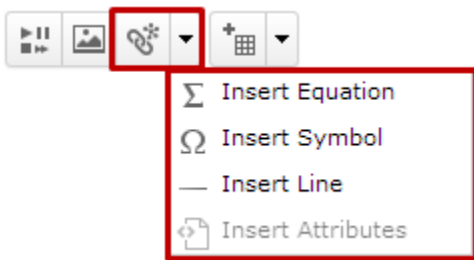 Σ Insert Equation
Ω Insert Symbol
Insert Line
Insert Attributes